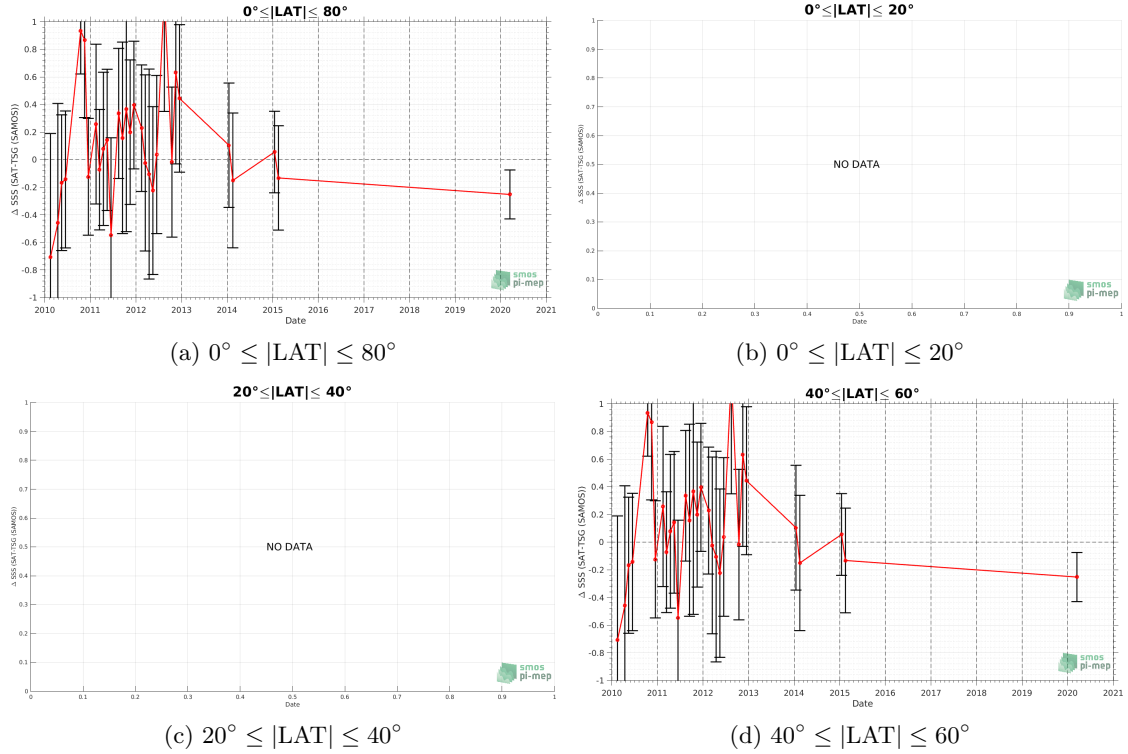 0°≤|LAT|≤ 80°
Δ SSS (SAT-TSG (SAMOS))
1
0.8
0.6
0.4
0.2
0
-0.2
-0.4
-0.6
-0.8
-1
2010 2011 2012 2013 2014 2015 2016 2017 2018 2019 2020 2021
Date
smos
pi-mep
(a) 0° ≤ |LAT| ≤ 80°
0°≤|LAT|≤ 20°
Δ SSS (SAT-TSG (SAMOS))
1
0.9
0.8
0.7
0.6
0.5
0.4
0.3
0.2
0.1
0
NO DATA
0.1 0.2 0.3 0.4 0.5 0.6 0.7 0.8 0.9 1
Date
smos
pi-mep
(b) 0° ≤ |LAT| ≤ 20°
20°≤|LAT|≤ 40°
Δ SSS (SAT-TSG (SAMOS))
1
0.9
0.8
0.7
0.6
0.5
0.4
0.3
0.2
0.1
0
NO DATA
0 0.1 0.2 0.3 0.4 0.5 0.6 0.7 0.8 0.9 1
Date
smos
pi-mep
(c) 20° ≤ |LAT| ≤ 40°
40°≤|LAT|≤ 60°
Δ SSS (SAT-TSG (SAMOS))
1
0.8
0.6
0.4
0.2
0
-0.2
-0.4
-0.6
-0.8
-1
2010 2011 2012 2013 2014 2015 2016 2017 2018 2019 2020 2021
Date
smos
pi-mep
(d) 40° ≤ |LAT| ≤ 60°